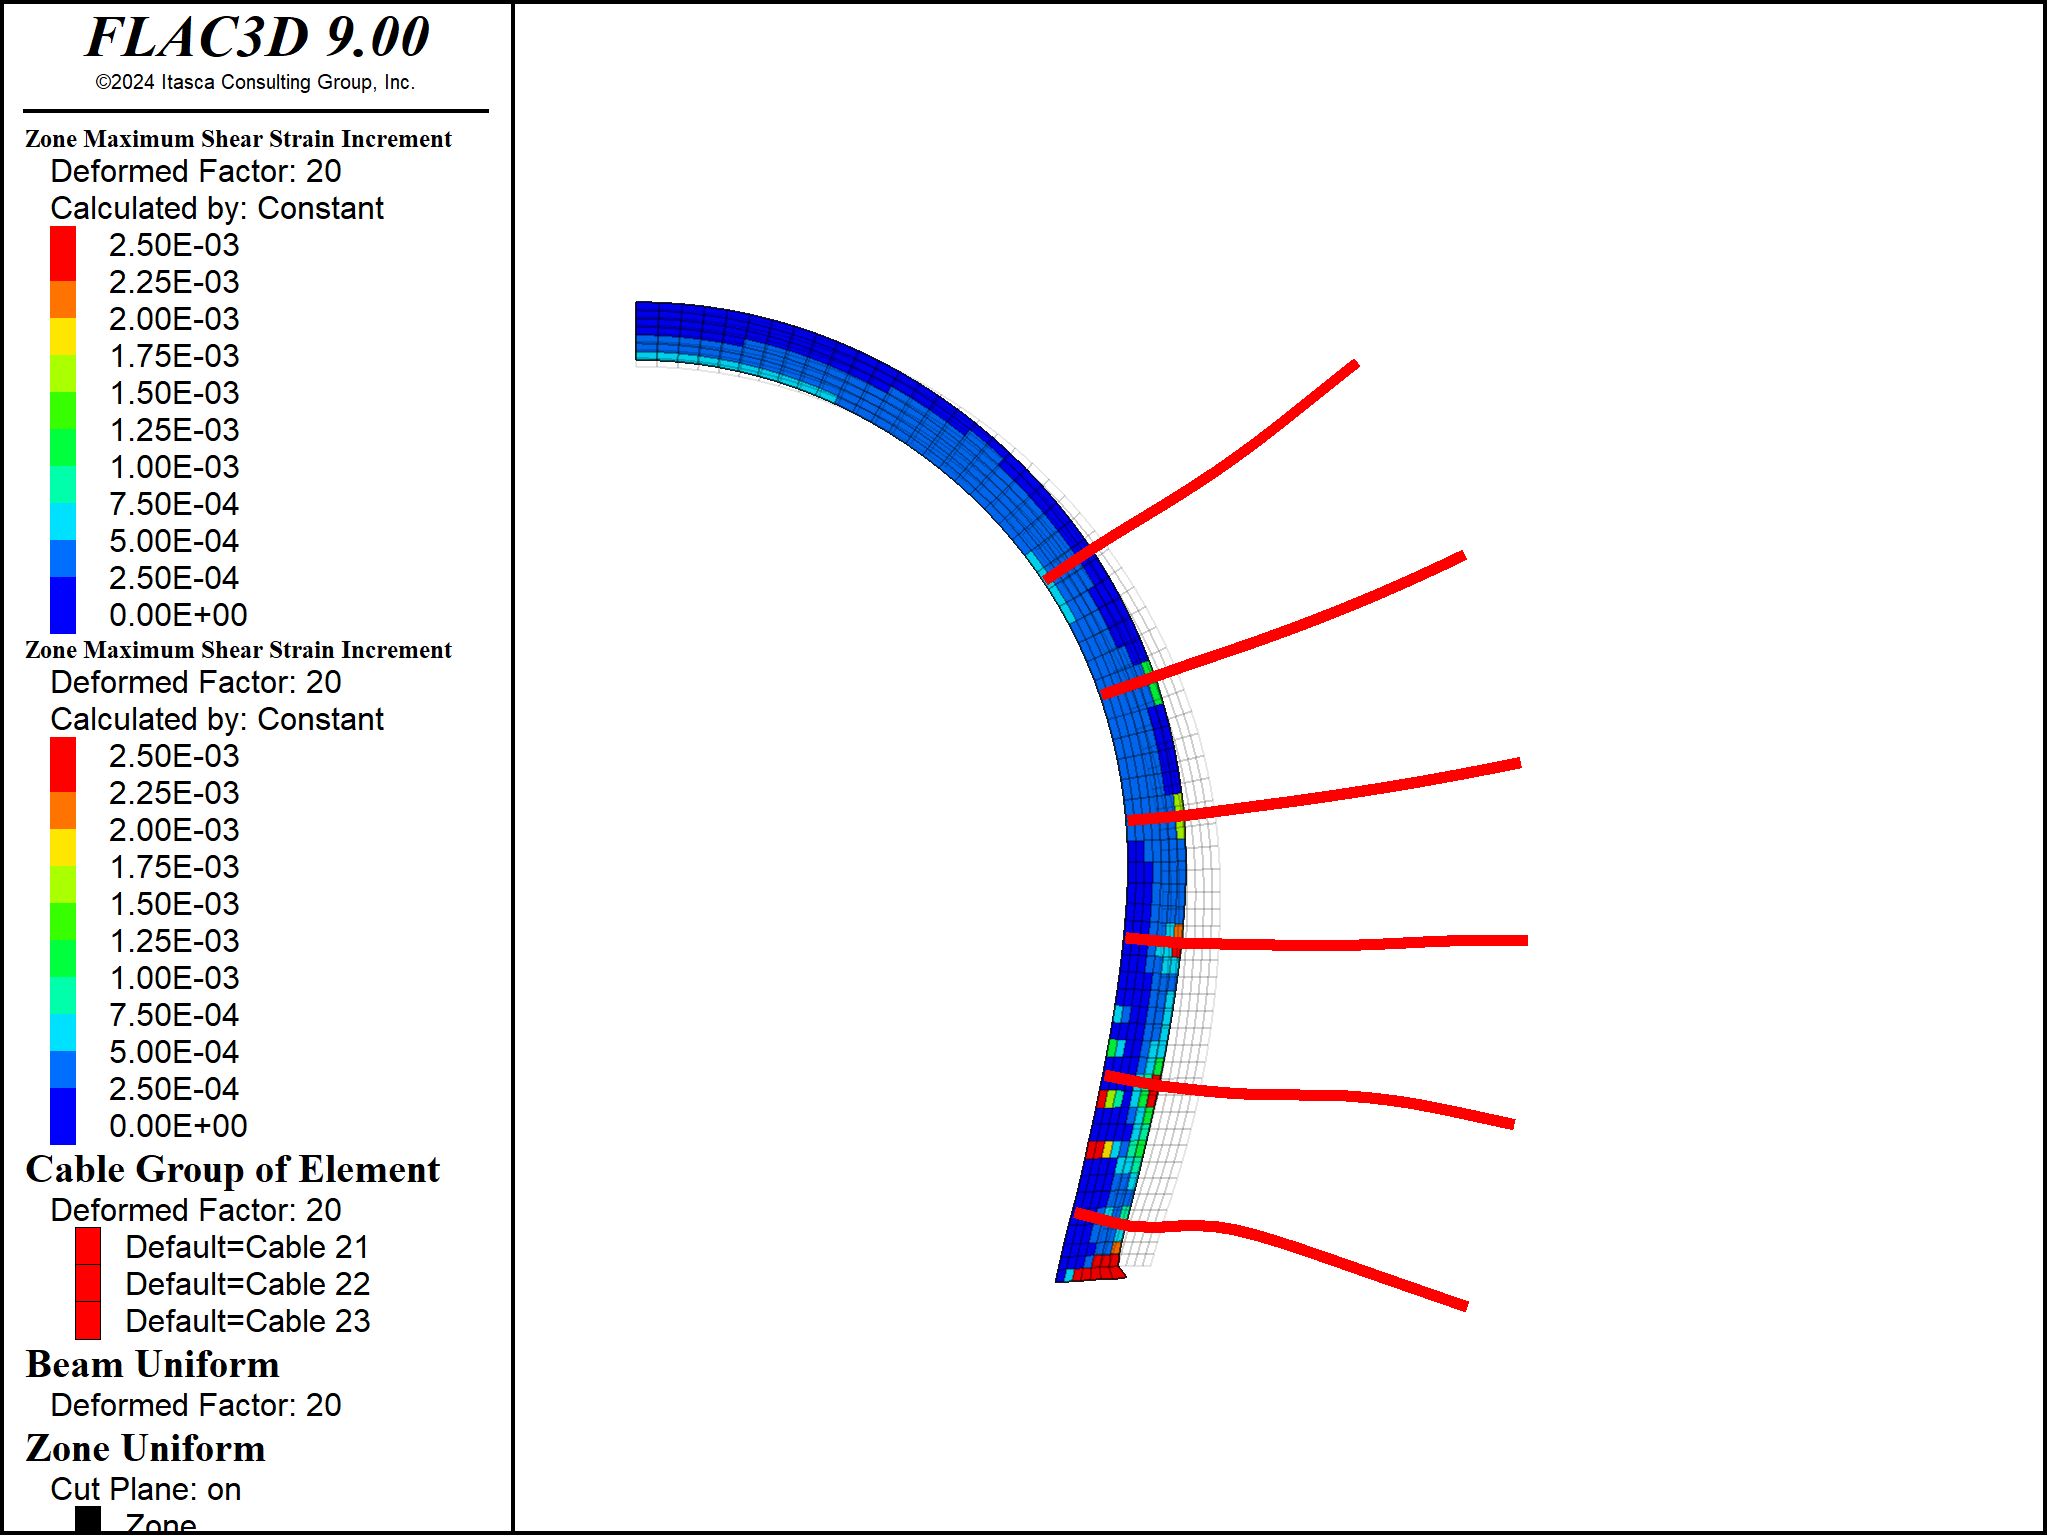 FLAC3D 9.00
©2024 Itasca Consulting Group, Inc.
Zone Maximum Shear Strain Increment
Deformed Factor: 20
Calculated by: Constant
2.50E-03
2.25E-03
2.00E-03
1.75E-03
1.50E-03
1.25E-03
1.00E-03
7.50E-04
5.00E-04
2.50E-04
0.00E+00
Zone Maximum Shear Strain Increment
Deformed Factor: 20
Calculated by: Constant
2.50E-03
2.25E-03
2.00E-03
1.75E-03
1.50E-03
1.25E-03
1.00E-03
7.50E-04
5.00E-04
2.50E-04
0.00E+00
Cable Group of Element
Deformed Factor: 20
Default=Cable 21
Default=Cable 22
Default=Cable 23
Beam Uniform
Deformed Factor: 20
Zone Uniform
Cut Plane: on
Zone